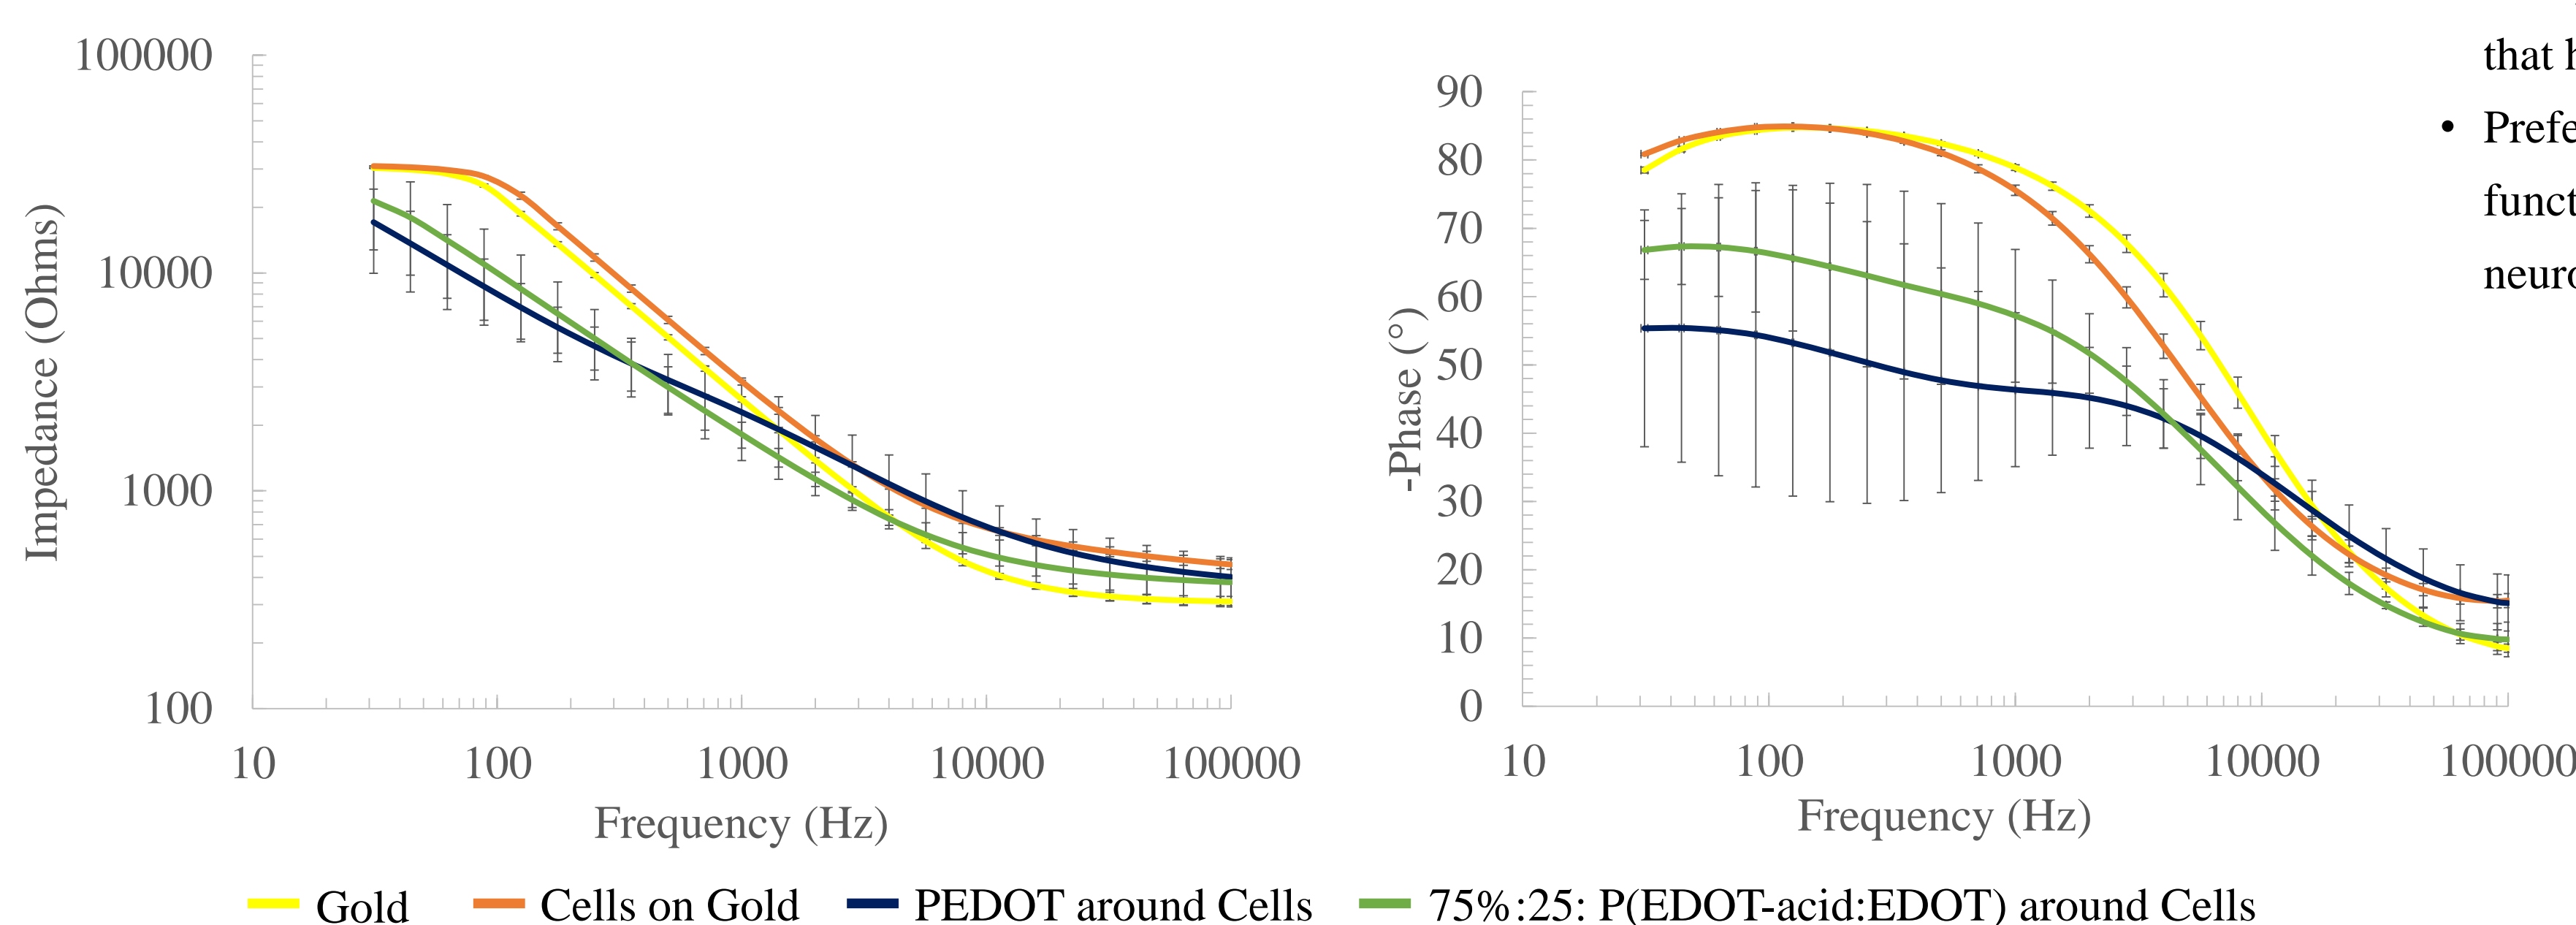 100000
10000
1000
100
Impedance (Ohms)
10 100 1000 10000 100000
Frequency (Hz)
90
80
70
60
50
40
30
20
10
0
-Phase (°)
10 100 1000 10000 100000
Frequency (Hz)
Gold Cells on Gold PEDOT around Cells 75%:25: P(EDOT-acid:EDOT) around Cells
that
•